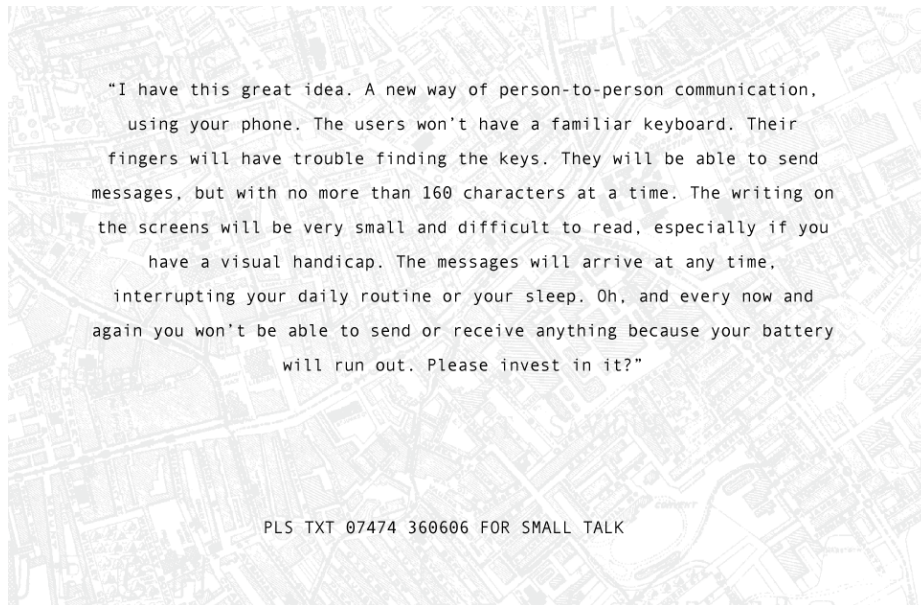 “I have this great idea. A new way of person-to-person communication,
using your phone. The users won’t have a familiar keyboard. Their
fingers will have trouble finding the keys. They will be able to send
messages, but with no more than 160 characters at a time. The writing on
the screens will be very small and difficult to read, especially if you
have a visual handicap. The messages will arrive at any time,
interrupting your daily routine or your sleep. Oh, and every now and
again you won’t be able to send or receive anything because your battery
will run out. Please invest in it?”
CONVENT
PLS TXT 07474 360606 FOR SMALL TALK